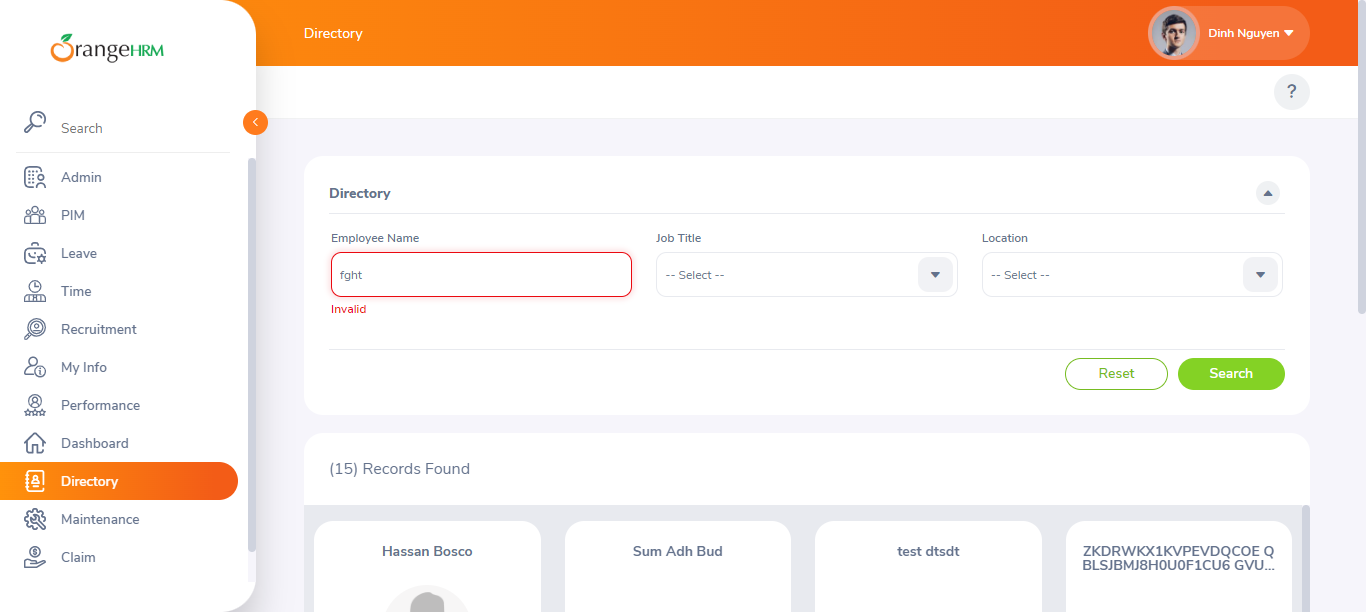 OrangeHRM
Directory
Dinh Nguyen
?
Search
Admin
PIM
Leave
Time
Recruitment
My Info
Performance
Dashboard
Directory
Maintenance
Claim
Directory
Employee Name
Job Title
Location
fght
-- Select --
-- Select --
Invalid
Reset
Search
(15) Records Found
Hassan Bosco
Sum Adh Bud
test dtsdt
ZKDRWKX1KVPEVDQCOE Q
BLSJBMJ8H0U0F1CU6 GVU...